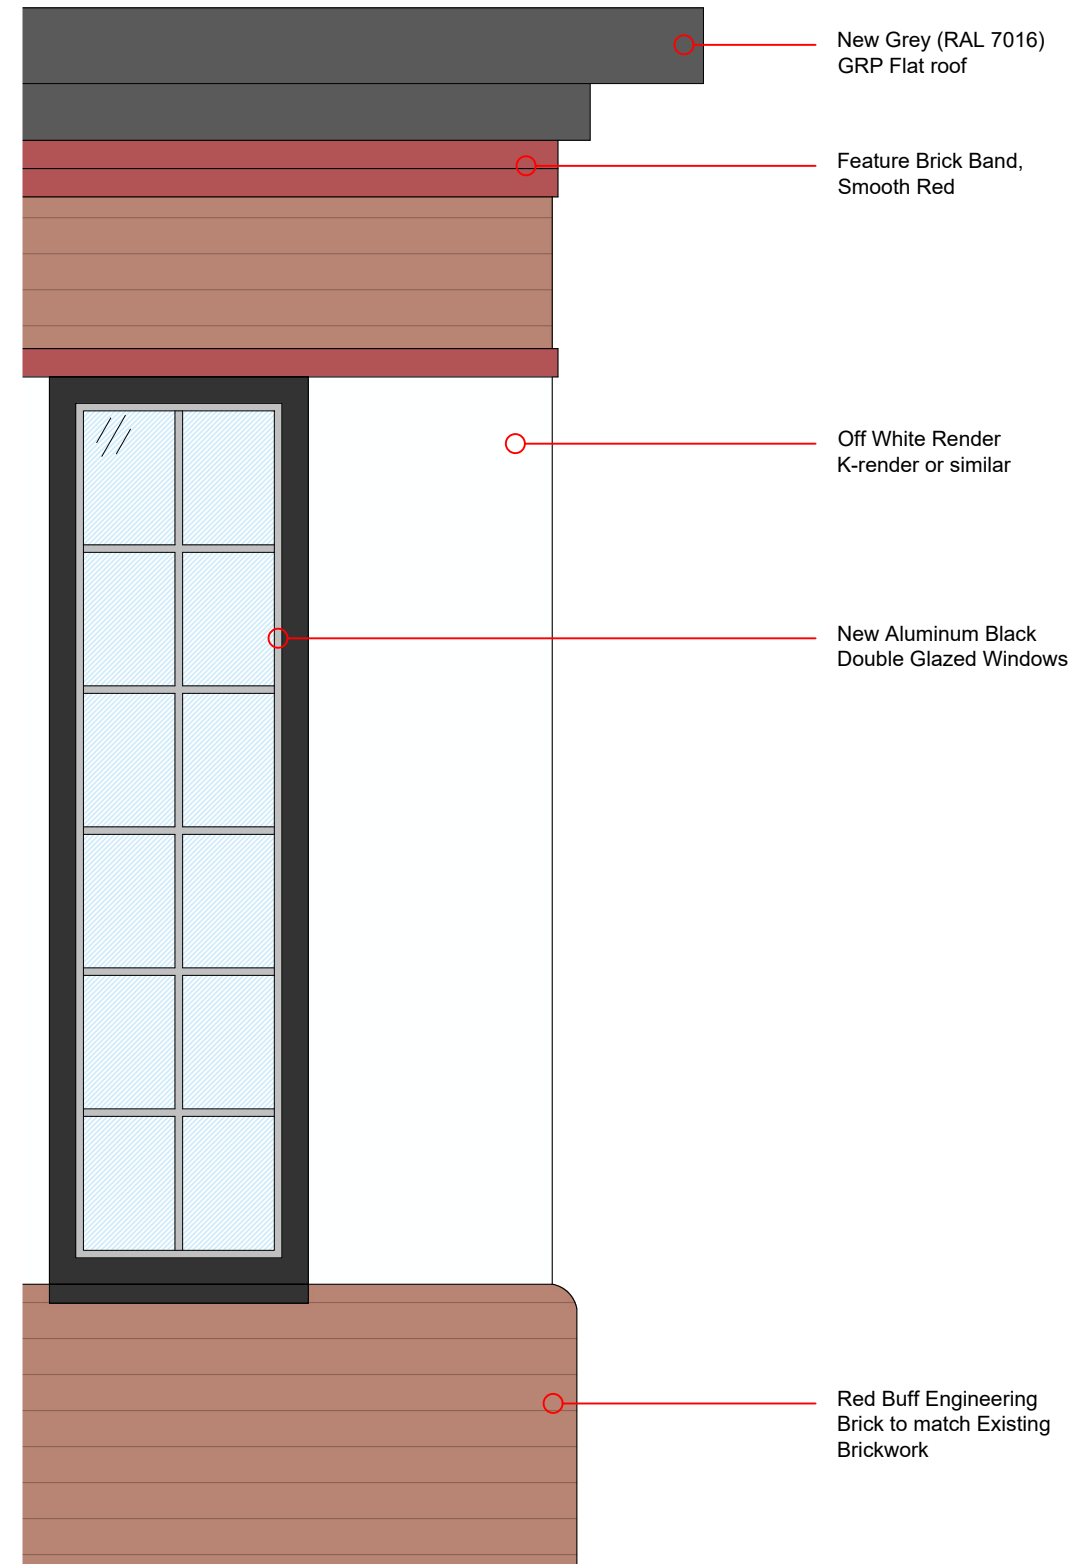 New Grey (RAL 7016)
GRP Flat roof
Feature Brick Band,
Smooth Red
Off White Render
K-render or similar
New Aluminum Black
Double Glazed Windows
Red Buff Engineering
Brick to match Existing
Brickwork